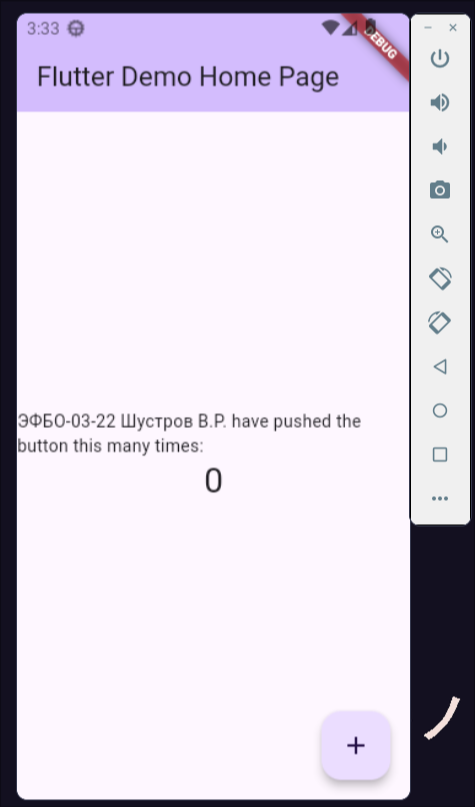 3:33
DEBUG
Flutter Demo Home Page
ЭФБО-03-22 Шустров В.Р. have pushed the
button this many times:
0
+